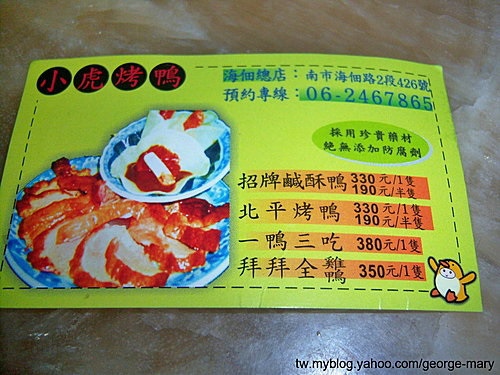 小虎烤鴨
海佃總店：南市海佃路2段426號
預約專線：06-2467865
採用珍貴藥材
絕無添加防腐劑
招牌鹹酥鴨 330元/1隻
190元/半隻
北平烤鴨 330元/1隻
190元/半隻
一鴨三吃 380元/1隻
拜拜全雞鴨 350元/1隻
tw.myblog.yahoo.com/george-mary